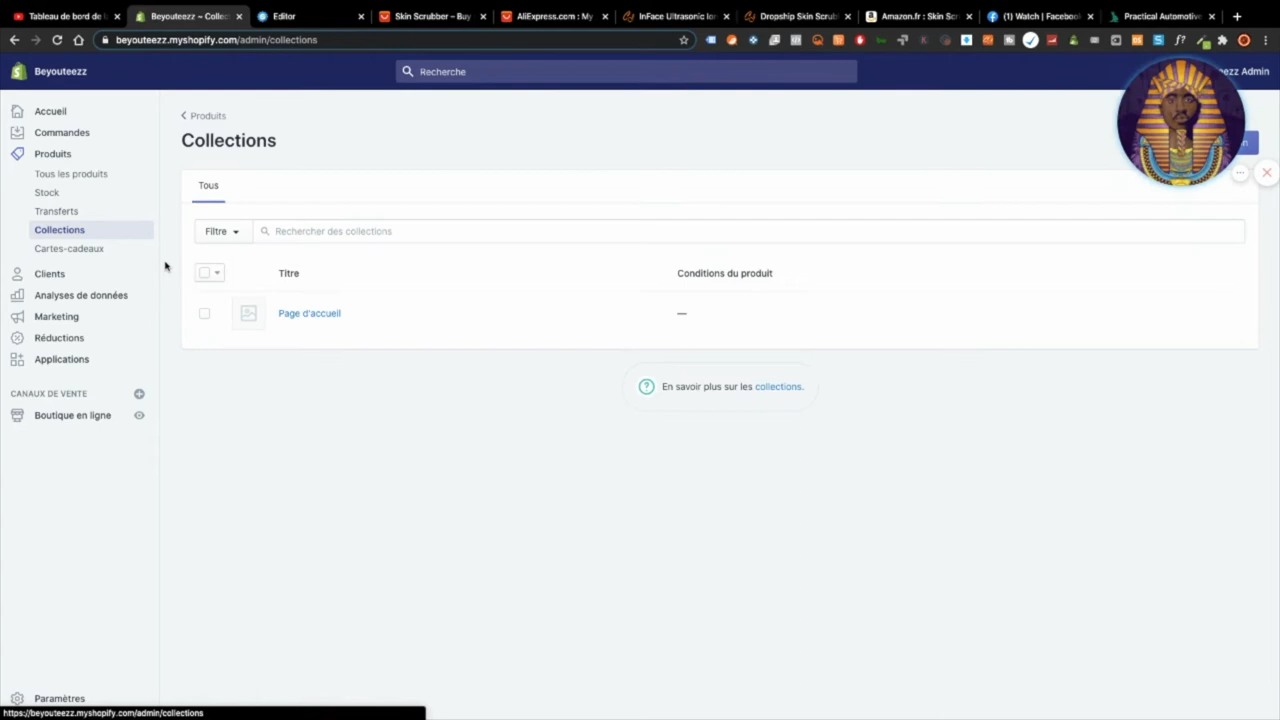 Tableau de bord de la
Beyouteezz ~ Collec
Editor
Skin Scrubber – Buy
AliExpress.com : My
InFace Ultrasonic Ion
Dropship Skin Scrub
Amazon.fr : Skin Scr
(1) Watch | Facebook
Practical Automotive
beyouteezz.myshopify.com/admin/collections
Beyouteezz
Recherche
eezz Admin
Accueil
Commandes
Produits
Tous les produits
Stock
Transferts
Collections
Cartes-cadeaux
Clients
Analyses de données
Marketing
Réductions
Applications
CANAUX DE VENTE
Boutique en ligne
Paramètres
Produits
Collections
Tous
Filtre
Rechercher des collections
Titre
Conditions du produit
Page d'accueil
—
En savoir plus sur les collections.
https://beyouteezz.myshopify.com/admin/collections